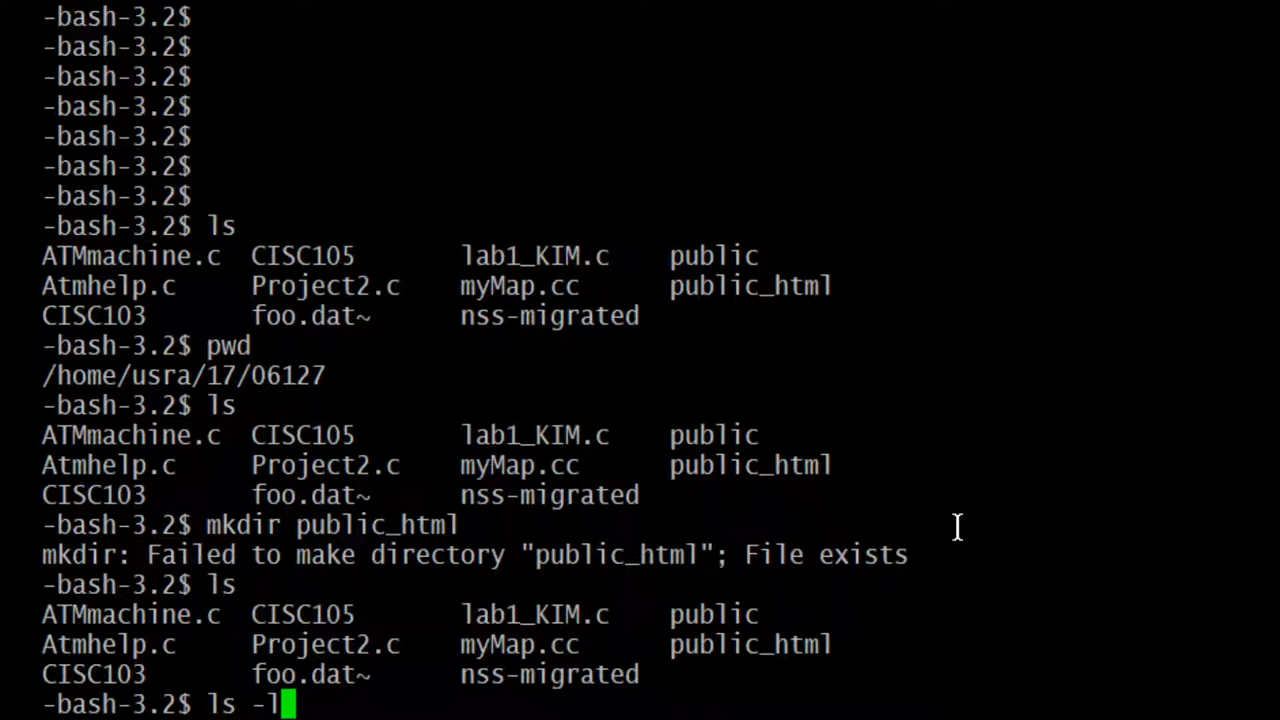 -bash-3.2$
-bash-3.2$
-bash-3.2$
-bash-3.2$
-bash-3.2$
-bash-3.2$
-bash-3.2$
-bash-3.2$ ls
ATMmachine.c CISC105 lab1_KIM.c public
Atmhelp.c Project2.c myMap.cc public_html
CISC103 foo.dat~ nss-migrated
-bash-3.2$ pwd
/home/usra/17/06127
-bash-3.2$ ls
ATMmachine.c CISC105 lab1_KIM.c public
Atmhelp.c Project2.c myMap.cc public_html
CISC103 foo.dat~ nss-migrated
-bash-3.2$ mkdir public_html
mkdir: Failed to make directory "public_html"; File exists
-bash-3.2$ ls
ATMmachine.c CISC105 lab1_KIM.c public
Atmhelp.c Project2.c myMap.cc public_html
CISC103 foo.dat~ nss-migrated
-bash-3.2$ ls -l